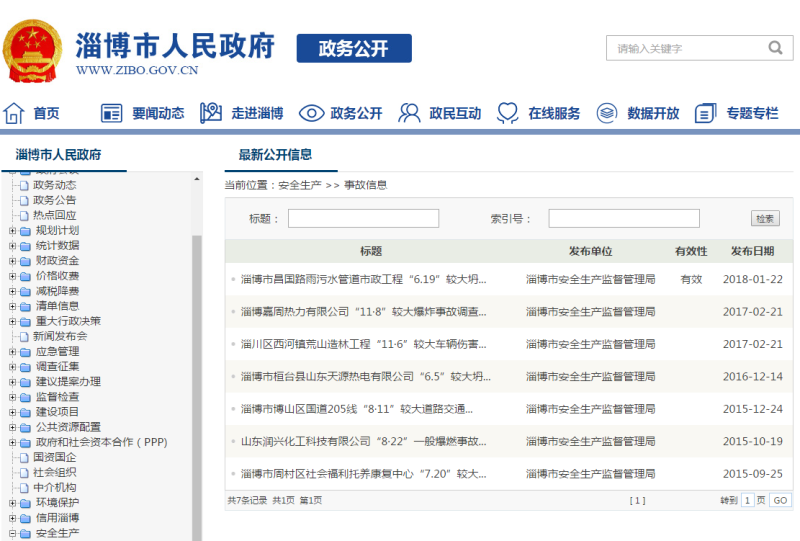 淄博市人民政府
WWW.ZIBO.GOV.CN
政务公开
请输入关键字
首页 要闻动态 走进淄博 政务公开 政民互动 在线服务 数据开放 专题专栏
淄博市人民政府
政务动态
政务公告
热点回应
规划计划
统计数据
财政资金
价格收费
减税降费
清单信息
重大行政决策
新闻发布会
应急管理
调查征集
建议提案办理
监督检查
建设项目
公共资源配置
政府和社会资本合作（PPP)
国资国企
社会组织
中介机构
环境保护
信用淄博
安全生产
最新公开信息
当前位置：安全生产 >> 事故信息
标题： 索引号： 检索
标题 发布单位 有效性 发布日期
淄博市昌国路雨污水管道市政工程“6.19”较大坍... 淄博市安全生产监督管理局 有效 2018-01-22
淄博嘉周热力有限公司“11·8”较大爆炸事故调查... 淄博市安全生产监督管理局 2017-02-21
淄川区西河镇荒山造林工程“11·6”较大车辆伤害... 淄博市安全生产监督管理局 2017-02-21
淄博市桓台县山东天源热电有限公司“6.5”较大坍... 淄博市安全生产监督管理局 2016-12-14
淄博市博山区国道205线“8·11”较大道路交通... 淄博市安全生产监督管理局 2015-12-24
山东润兴化工科技有限公司“8·22”一般爆燃事故... 淄博市安全生产监督管理局 2015-10-19
淄博市周村区社会福利托养康复中心“7.20”较大... 淄博市安全生产监督管理局 2015-09-25
共7条记录 共1页 第1页 [ 1 ] 转到 1 页 GO